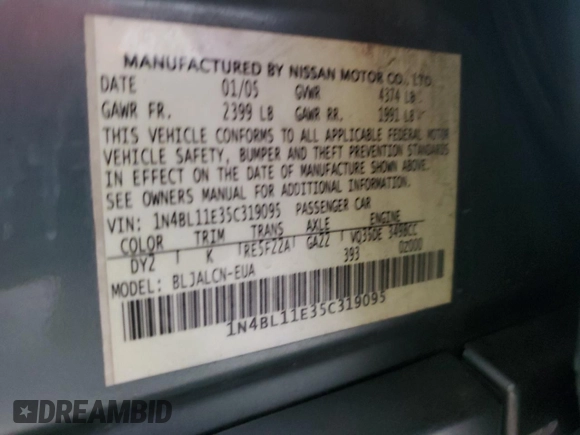 MANUFACTURED BY NISSAN MOTOR CO., LTD.
DATE 01/05 GVWR 4374 LB
GAWR FR. 2399 LB GAWR RR. 1991 LB
THIS VEHICLE CONFORMS TO ALL APPLICABLE FEDERAL MOTOR
VEHICLE SAFETY, BUMPER AND THEFT PREVENTION STANDARDS
IN EFFECT ON THE DATE OF MANUFACTURE SHOWN ABOVE.
SEE OWNERS MANUAL FOR ADDITIONAL INFORMATION.
VIN: 1N4BL11E35C319095 PASSENGER CAR
COLOR TRIM TRANS AXLE ENGINE
DY2 K RE5F22A GA22 VQ35DE 3498CC
393 02000
MODEL: BLJALCN-EUA
1N4BL11E35C319095
DREAMBID